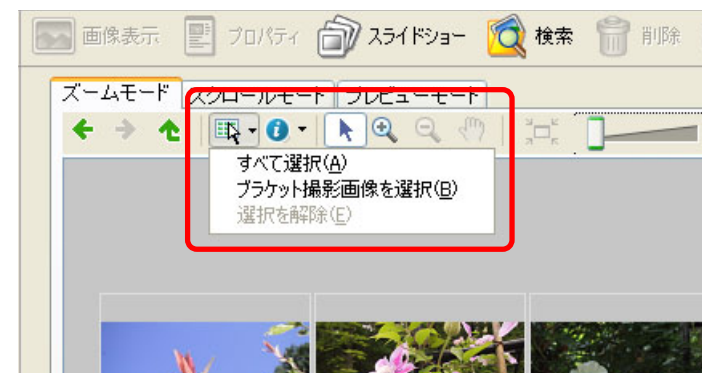 画像表示 プロパティ スライドショー 検索 削除
ズームモード スクロールモード プレビューモード
すべて選択(A)
ブラケット撮影画像を選択(B)
選択を解除(E)